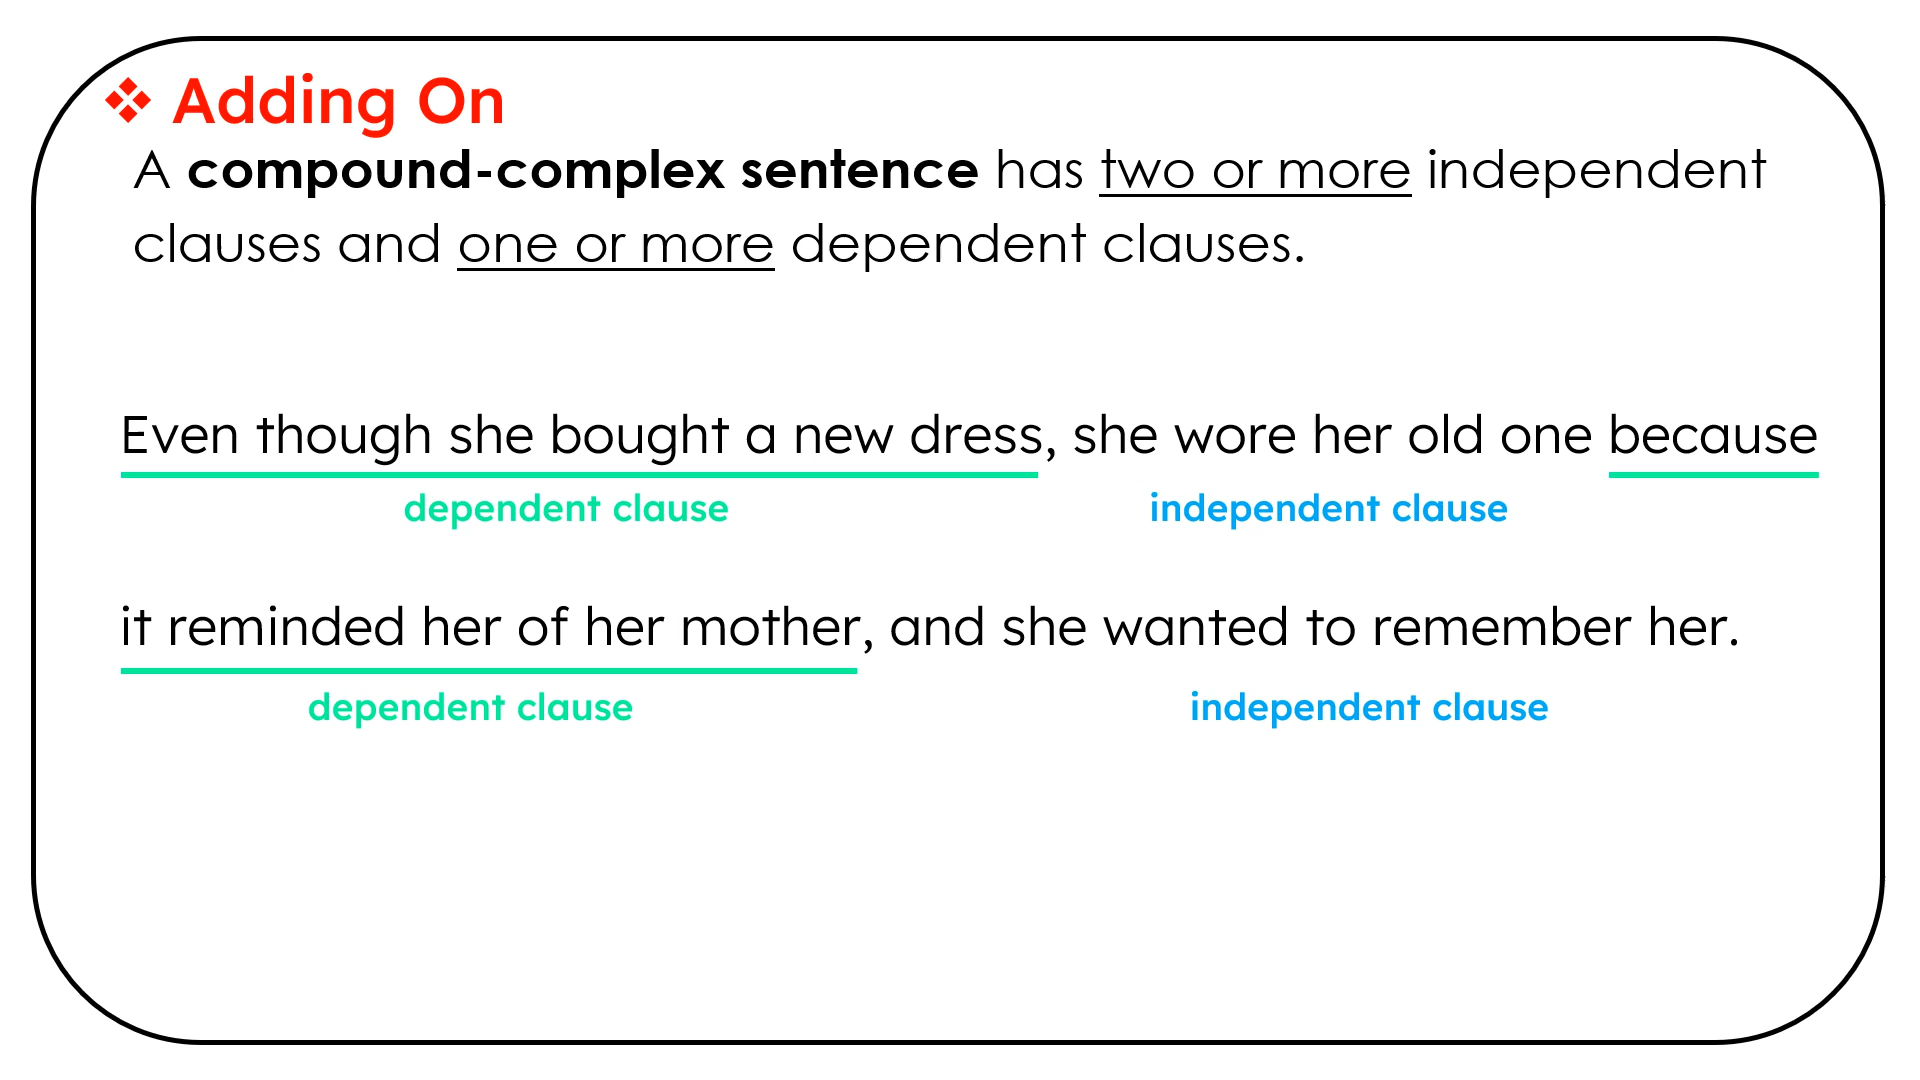 ❖ Adding On
A compound-complex sentence has two or more independent
clauses and one or more dependent clauses.
Even though she bought a new dress, she wore her old one because
dependent clause independent clause
it reminded her of her mother, and she wanted to remember her.
dependent clause independent clause